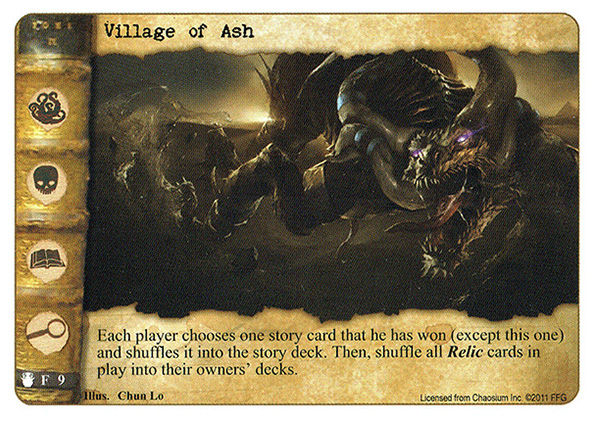 Village of Ash
Each player chooses one story card that he has won (except this one)
and shuffles it into the story deck. Then, shuffle all Relic cards in
play into their owners' decks.
F 9
Illus. Chun Lo
Licensed from Chaosium Inc. ©2011 FFG